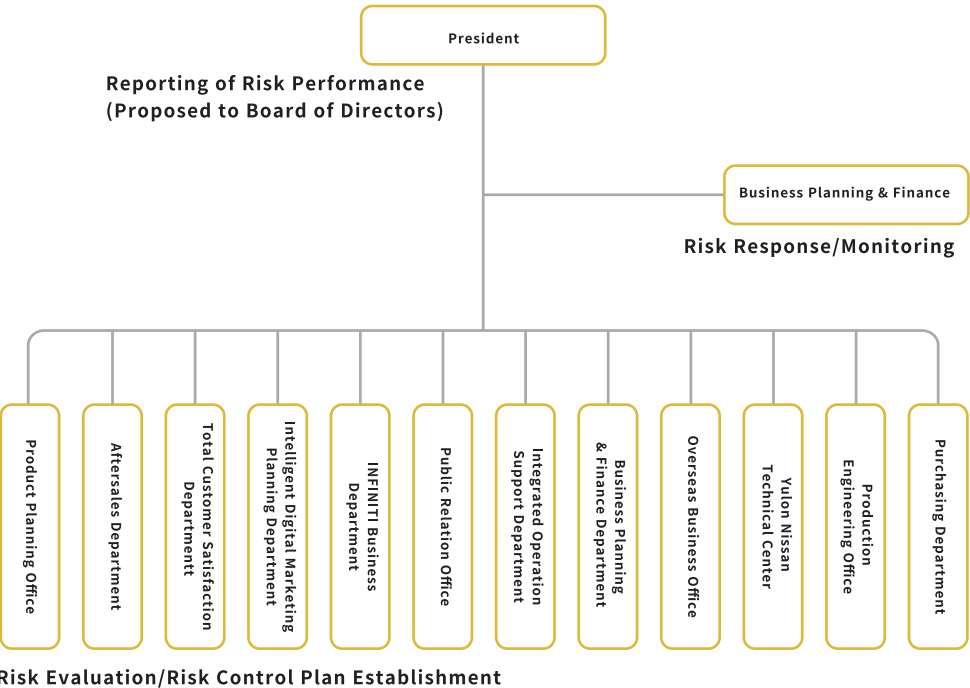 President
Reporting of Risk Performance
(Proposed to Board of Directors)
Business Planning & Finance
Risk Response/Monitoring
Product Planning Office
Aftersales Department
Total Customer Satisfaction
Departmentt
Intelligent Digital Marketing
Planning Department
INFINITI Business
Department
Public Relation Office
Integrated Operation
Support Department
Business Planning
& Finance Department
Overseas Business Office
Yulon Nissan
Technical Center
Production
Engineering Office
Purchasing Department
Risk Evaluation/Risk Control Plan Establishment